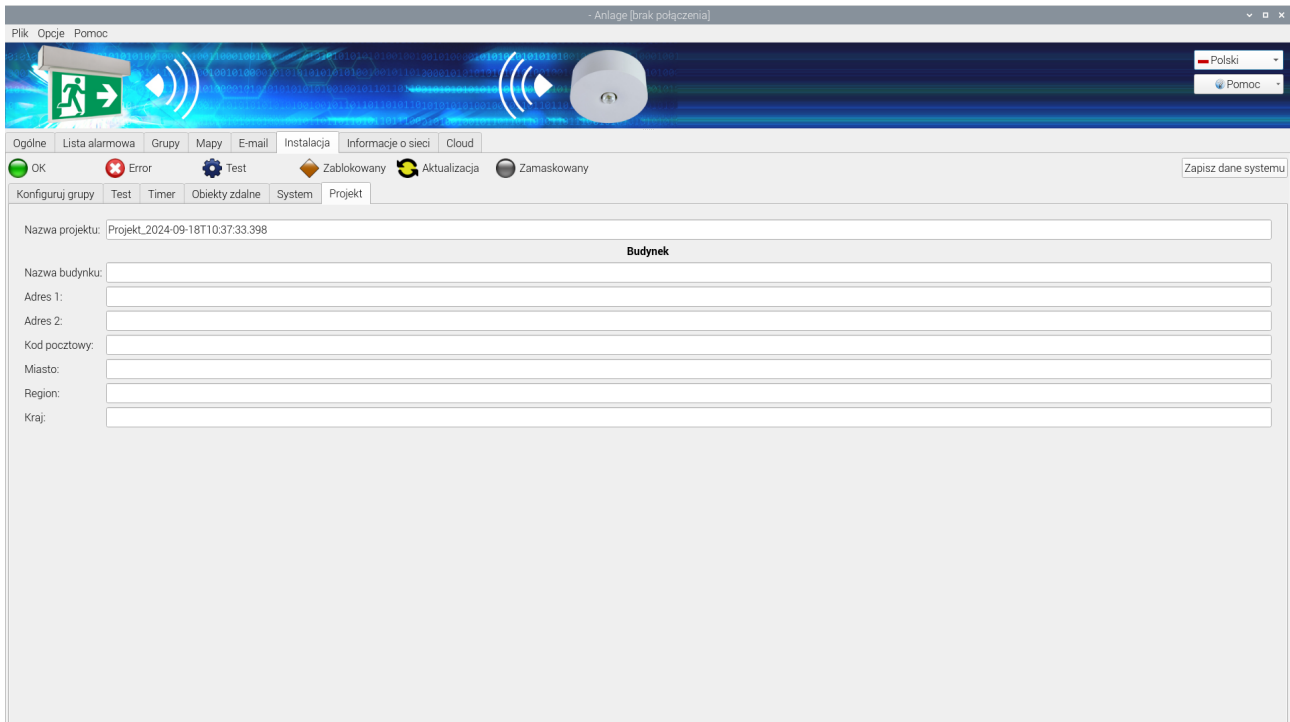 - Anlage [brak połączenia]
Plik Opcje Pomoc
Polski
Pomoc
Ogólne Lista alarmowa Grupy Mapy E-mail Instalacja Informacje o sieci Cloud
OK Error Test Zablokowany Aktualizacja Zamaskowany Zapisz dane systemu
Konfiguruj grupy Test Timer Obiekty zdalne System Projekt
Nazwa projektu: Projekt_2024-09-18T10:37:33.398
Budynek
Nazwa budynku:
Adres 1:
Adres 2:
Kod pocztowy:
Miasto:
Region:
Kraj: